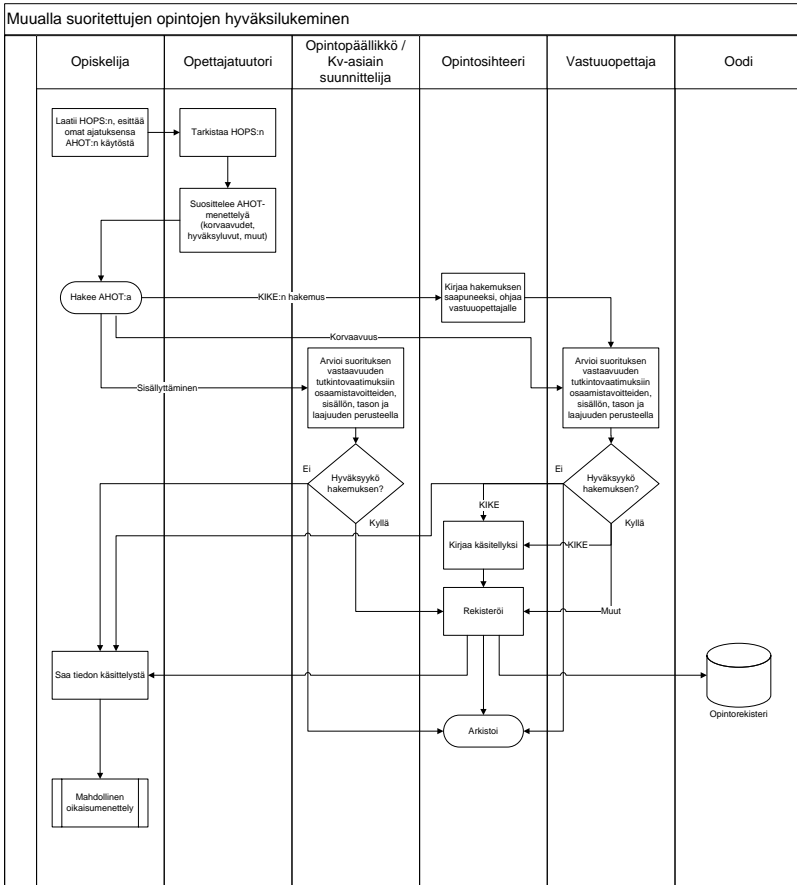 Muualla suoritettujen opintojen hyväksilukeminen
Opiskelija
Opettajatuutori
Opintopäällikkö /
Kv-asiain
suunnittelija
Opintosihteeri
Vastuuopettaja
Oodi
Laatii HOPS:n, esittää
omat ajatuksensa
AHOT:n käytöstä
Tarkistaa HOPS:n
Suosittelee AHOT-
menettelyä
(korvaavudet,
hyväksyluvut, muut)
Hakee AHOT:a
KIKE:n hakemus
Kirjaa hakemuksen
saapuneeksi, ohjaa
vastuuopettajalle
Korvaavuus
Sisällyttäminen
Arvioi suorituksen
vastaavuuden
tutkintovaatimuksiin
osaamistavoitteiden,
sisällön, tason ja
laajuuden perusteella
Arvioi suorituksen
vastaavuuden
tutkintovaatimuksiin
osaamistavoitteiden,
sisällön, tason ja
laajuuden perusteella
Ei
Hyväksyykö
hakemuksen?
Kyllä
Ei
Hyväksyykö
hakemuksen?
Kyllä
KIKE
Kirjaa käsitellyksi
KIKE
Rekisteröi
Muut
Saa tiedon käsittelystä
Opintorekisteri
Arkistoi
Mahdollinen
oikaisumenettely